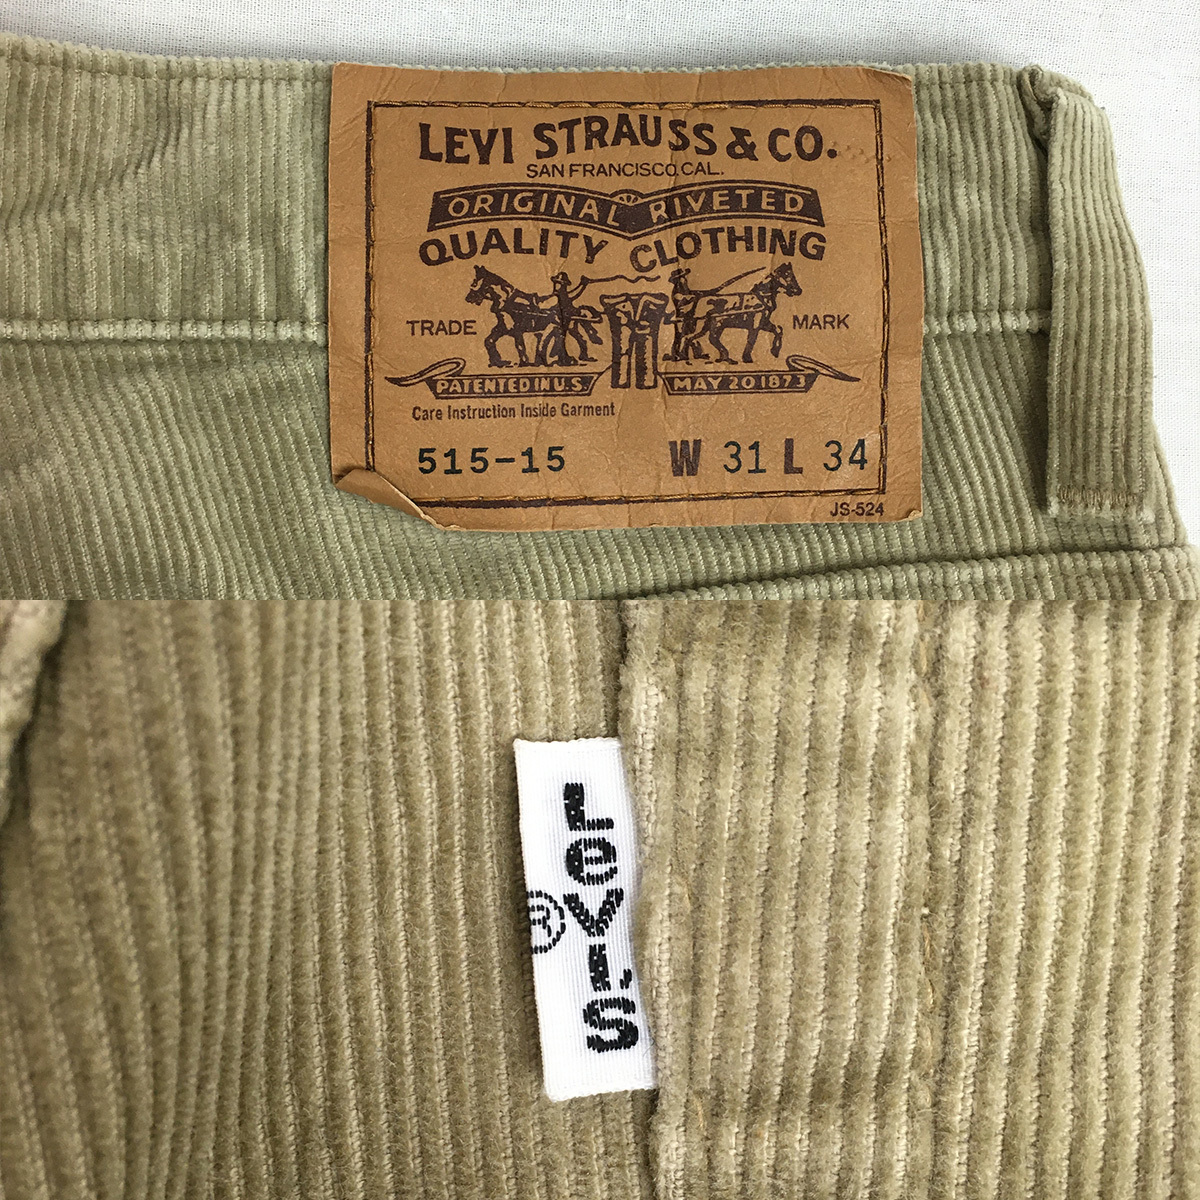 LEVI STRAUSS & CO.
SAN FRANCISCO, CAL.
ORIGINAL RIVETED
QUALITY CLOTHING
TRADE MARK
PATENTED IN U.S. MAY 20 1873
Care Instruction Inside Garment
515-15 W 31 L 34
JS-524
LeVI'S
®